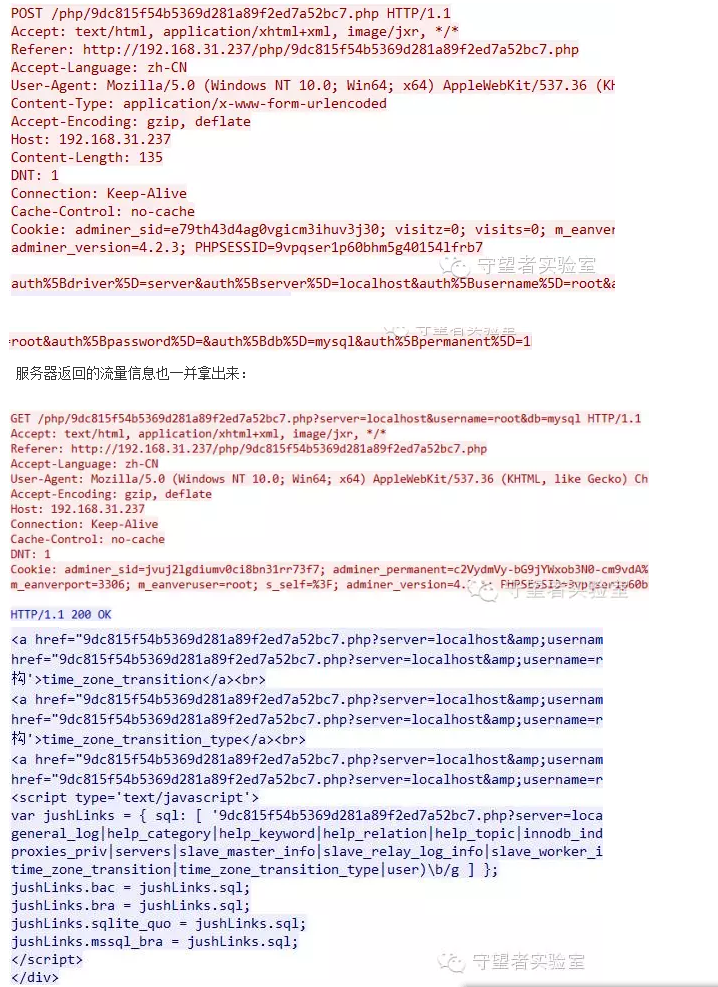 POST /php/9dc815f54b5369d281a89f2ed7a52bc7.php HTTP/1.1
Accept: text/html, application/xhtml+xml, image/jxr, */*
Referer: http://192.168.31.237/php/9dc815f54b5369d281a89f2ed7a52bc7.php
Accept-Language: zh-CN
User-Agent: Mozilla/5.0 (Windows NT 10.0; Win64; x64) AppleWebKit/537.36 (KH
Content-Type: application/x-www-form-urlencoded
Accept-Encoding: gzip, deflate
Host: 192.168.31.237
Content-Length: 135
DNT: 1
Connection: Keep-Alive
Cache-Control: no-cache
Cookie: adminer_sid=e79th43d4ag0vgicm3ihuv3j30; visitz=0; visits=0; m_eaver
adminer_version=4.2.3; PHPSESSID=9vpqser1p60bhm5g40154lfrb7
守望者实验室
auth%5Bdriver%5D=server&auth%5Bserver%5D=localhost&auth%5Busername%5D=root&a
守望者实验室
=root&auth%5Bpassword%5D=&auth%5Bdb%5D=mysql&auth%5Bpermanent%5D=1
服务器返回的流量信息也一并拿出来：
GET /php/9dc815f54b5369d281a89f2ed7a52bc7.php?server=localhost&username=root&db=mysql HTTP/1.1
Accept: text/html, application/xhtml+xml, image/jxr, */*
Referer: http://192.168.31.237/php/9dc815f54b5369d281a89f2ed7a52bc7.php
Accept-Language: zh-CN
User-Agent: Mozilla/5.0 (Windows NT 10.0; Win64; x64) AppleWebKit/537.36 (KHTML, like Gecko) Ch
Accept-Encoding: gzip, deflate
Host: 192.168.31.237
Connection: Keep-Alive
Cache-Control: no-cache
DNT: 1
Cookie: adminer_sid=jvuj2lgdiumv0ci8bn31rr73f7; adminer_permanent=c2VydmVy-bG9jYWxob3N0-cm9vdA%
m_eanverport=3306; m_eanveruser=root; s_self=%3F; adminer_version=4.
守望者实验室
HTTP/1.1 200 OK
<a href="9dc815f54b5369d281a89f2ed7a52bc7.php?server=localhost&amp;usernam
href="9dc815f54b5369d281a89f2ed7a52bc7.php?server=localhost&amp;username=r
构'>time_zone_transition</a><br>
<a href="9dc815f54b5369d281a89f2ed7a52bc7.php?server=localhost&amp;usernam
href="9dc815f54b5369d281a89f2ed7a52bc7.php?server=localhost&amp;username=r
构'>time_zone_transition_type</a><br>
<a href="9dc815f54b5369d281a89f2ed7a52bc7.php?server=localhost&amp;usernam
href="9dc815f54b5369d281a89f2ed7a52bc7.php?server=localhost&amp;username=r
<script type='text/javascript'>
var jushLinks = { sql: [ '9dc815f54b5369d281a89f2ed7a52bc7.php?server=loca
general_log|help_category|help_keyword|help_relation|help_topic|innodb_ind
proxies_priv|servers|slave_master_info|slave_relay_log_info|slave_worker_i
time_zone_transition|time_zone_transition_type|user)\b/g ] };
jushLinks.bac = jushLinks.sql;
jushLinks.bra = jushLinks.sql;
jushLinks.sqlite_quo = jushLinks.sql;
jushLinks.mssql_bra = jushLinks.sql;
</script>
</div>
守望者实验室